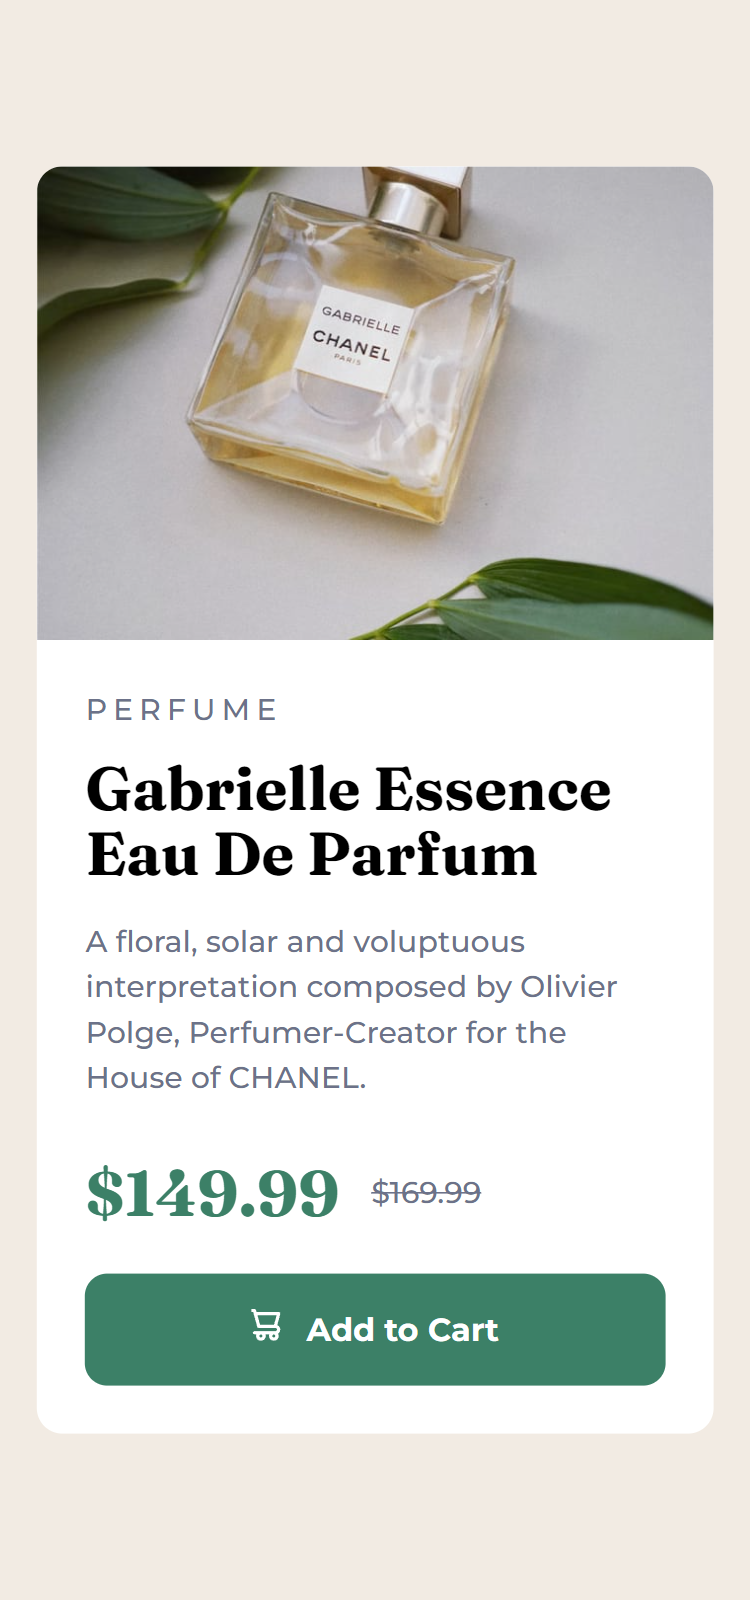 GABRIELLE
CHANEL
PARIS
PERFUME
Gabrielle Essence
Eau De Parfum
A floral, solar and voluptuous
interpretation composed by Olivier
Polge, Perfumer-Creator for the
House of CHANEL.
$149.99 $169.99
Add to Cart